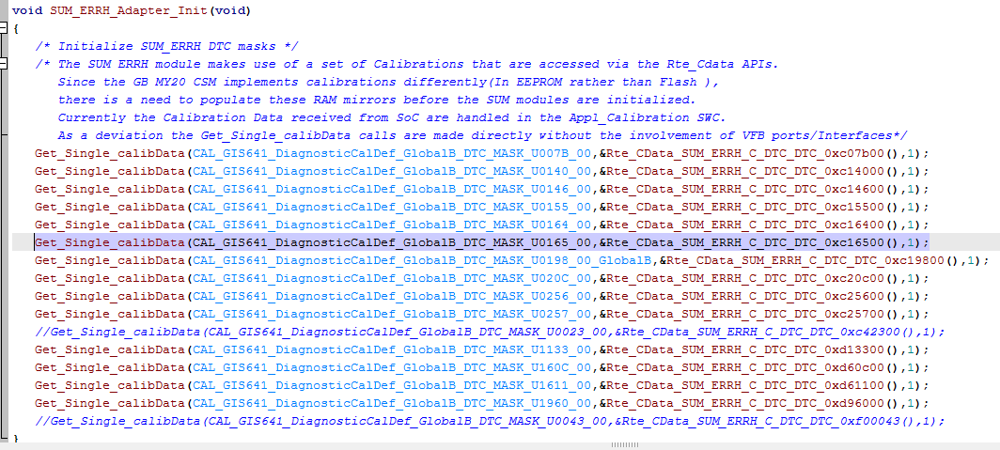 void SUM_ERRH_Adapter_Init(void)
{
/* Initialize SUM_ERRH DTC masks */
/* The SUM ERRH module makes use of a set of Calibrations that are accessed via the Rte_Cdata APIs.
Since the GB MY20 CSM implements calibrations differently(In EEPROM rather than Flash ),
there is a need to populate these RAM mirrors before the SUM modules are initialized.
Currently the Calibration Data received from SoC are handled in the Appl_Calibration SWC.
As a deviation the Get_Single_calibData calls are made directly without the involvement of VFB ports/Interfaces*/
Get_Single_calibData(CAL_GIS641_DiagnosticCalDef_GlobalB_DTC_MASK_U007B_00,&Rte_CData_SUM_ERRH_C_DTC_DTC_0xc07b00(),1);
Get_Single_calibData(CAL_GIS641_DiagnosticCalDef_GlobalB_DTC_MASK_U0140_00,&Rte_CData_SUM_ERRH_C_DTC_DTC_0xc14000(),1);
Get_Single_calibData(CAL_GIS641_DiagnosticCalDef_GlobalB_DTC_MASK_U0146_00,&Rte_CData_SUM_ERRH_C_DTC_DTC_0xc14600(),1);
Get_Single_calibData(CAL_GIS641_DiagnosticCalDef_GlobalB_DTC_MASK_U0155_00,&Rte_CData_SUM_ERRH_C_DTC_DTC_0xc15500(),1);
Get_Single_calibData(CAL_GIS641_DiagnosticCalDef_GlobalB_DTC_MASK_U0164_00,&Rte_CData_SUM_ERRH_C_DTC_DTC_0xc16400(),1);
Get_Single_calibData(CAL_GIS641_DiagnosticCalDef_GlobalB_DTC_MASK_U0165_00,&Rte_CData_SUM_ERRH_C_DTC_DTC_0xc16500(),1);
Get_Single_calibData(CAL_GIS641_DiagnosticCalDef_GlobalB_DTC_MASK_U0198_00_GlobalB,&Rte_CData_SUM_ERRH_C_DTC_DTC_0xc19800(),1);
Get_Single_calibData(CAL_GIS641_DiagnosticCalDef_GlobalB_DTC_MASK_U020C_00,&Rte_CData_SUM_ERRH_C_DTC_DTC_0xc20c00(),1);
Get_Single_calibData(CAL_GIS641_DiagnosticCalDef_GlobalB_DTC_MASK_U0256_00,&Rte_CData_SUM_ERRH_C_DTC_DTC_0xc25600(),1);
Get_Single_calibData(CAL_GIS641_DiagnosticCalDef_GlobalB_DTC_MASK_U0257_00,&Rte_CData_SUM_ERRH_C_DTC_DTC_0xc25700(),1);
//Get_Single_calibData(CAL_GIS641_DiagnosticCalDef_GlobalB_DTC_MASK_U0023_00,&Rte_CData_SUM_ERRH_C_DTC_DTC_0xc42300(),1);
Get_Single_calibData(CAL_GIS641_DiagnosticCalDef_GlobalB_DTC_MASK_U1133_00,&Rte_CData_SUM_ERRH_C_DTC_DTC_0xd13300(),1);
Get_Single_calibData(CAL_GIS641_DiagnosticCalDef_GlobalB_DTC_MASK_U160C_00,&Rte_CData_SUM_ERRH_C_DTC_DTC_0xd60c00(),1);
Get_Single_calibData(CAL_GIS641_DiagnosticCalDef_GlobalB_DTC_MASK_U1611_00,&Rte_CData_SUM_ERRH_C_DTC_DTC_0xd61100(),1);
Get_Single_calibData(CAL_GIS641_DiagnosticCalDef_GlobalB_DTC_MASK_U1960_00,&Rte_CData_SUM_ERRH_C_DTC_DTC_0xd96000(),1);
//Get_Single_calibData(CAL_GIS641_DiagnosticCalDef_GlobalB_DTC_MASK_U0043_00,&Rte_CData_SUM_ERRH_C_DTC_DTC_0xf00043(),1);
}